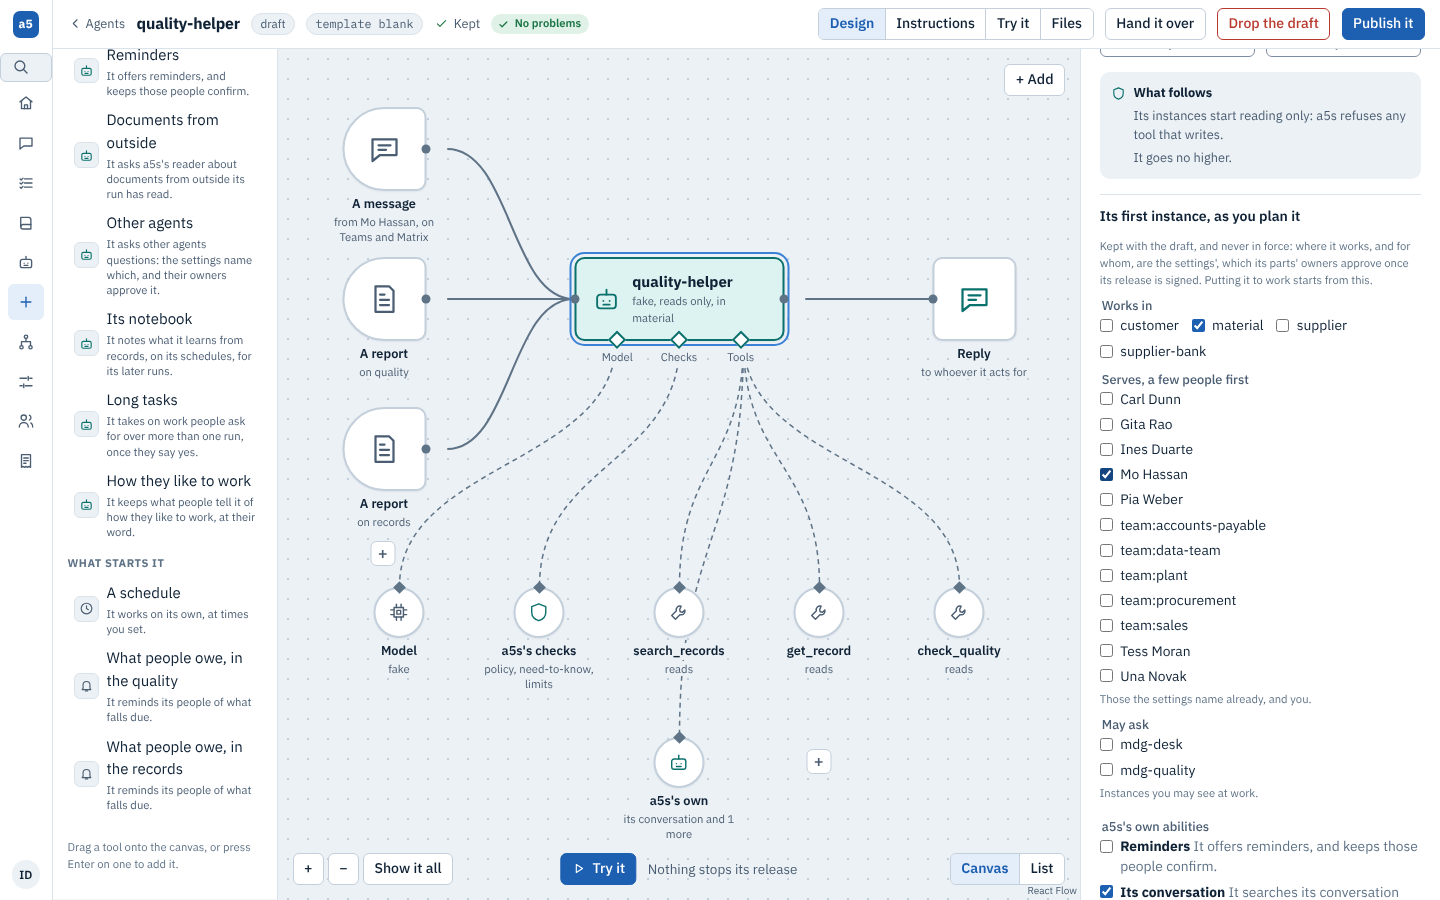 a5
Agents
quality-helper
draft
template blank
Kept
No problems
Design
Instructions
Try it
Files
Hand it over
Drop the draft
Publish it
Reminders
It offers reminders, and
keeps those people confirm.
Documents from
outside
It asks a5s's reader about
documents from outside its
run has read.
Other agents
It asks other agents
questions: the settings name
which, and their owners
approve it.
Its notebook
It notes what it learns from
records, on its schedules, for
its later runs.
Long tasks
It takes on work people ask
for over more than one run,
once they say yes.
How they like to work
It keeps what people tell it of
how they like to work, at their
word.
WHAT STARTS IT
A schedule
It works on its own, at times
you set.
What people owe, in
the quality
It reminds its people of what
falls due.
What people owe, in
the records
It reminds its people of what
falls due.
Drag a tool onto the canvas, or press
Enter on one to add it.
ID
+ Add
A message
from Mo Hassan, on
Teams and Matrix
A report
on quality
A report
on records
quality-helper
fake, reads only, in
material
Model
Checks
Tools
Reply
to whoever it acts for
+
Model
fake
a5s's checks
policy, need-to-know,
limits
search_records
reads
get_record
reads
check_quality
reads
a5s's own
its conversation and 1
more
+
+
−
Show it all
Try it
Nothing stops its release
Canvas
List
React Flow
What follows
Its instances start reading only: a5s refuses any
tool that writes.
It goes no higher.
Its first instance, as you plan it
Kept with the draft, and never in force: where it works, and for
whom, are the settings', which its parts' owners approve once
its release is signed. Putting it to work starts from this.
Works in
customer
material
supplier
supplier-bank
Serves, a few people first
Carl Dunn
Gita Rao
Ines Duarte
Mo Hassan
Pia Weber
team:accounts-payable
team:data-team
team:plant
team:procurement
team:sales
Tess Moran
Una Novak
Those the settings name already, and you.
May ask
mdg-desk
mdg-quality
Instances you may see at work.
a5s's own abilities
Reminders It offers reminders, and keeps those
people confirm.
Its conversation It searches its conversation